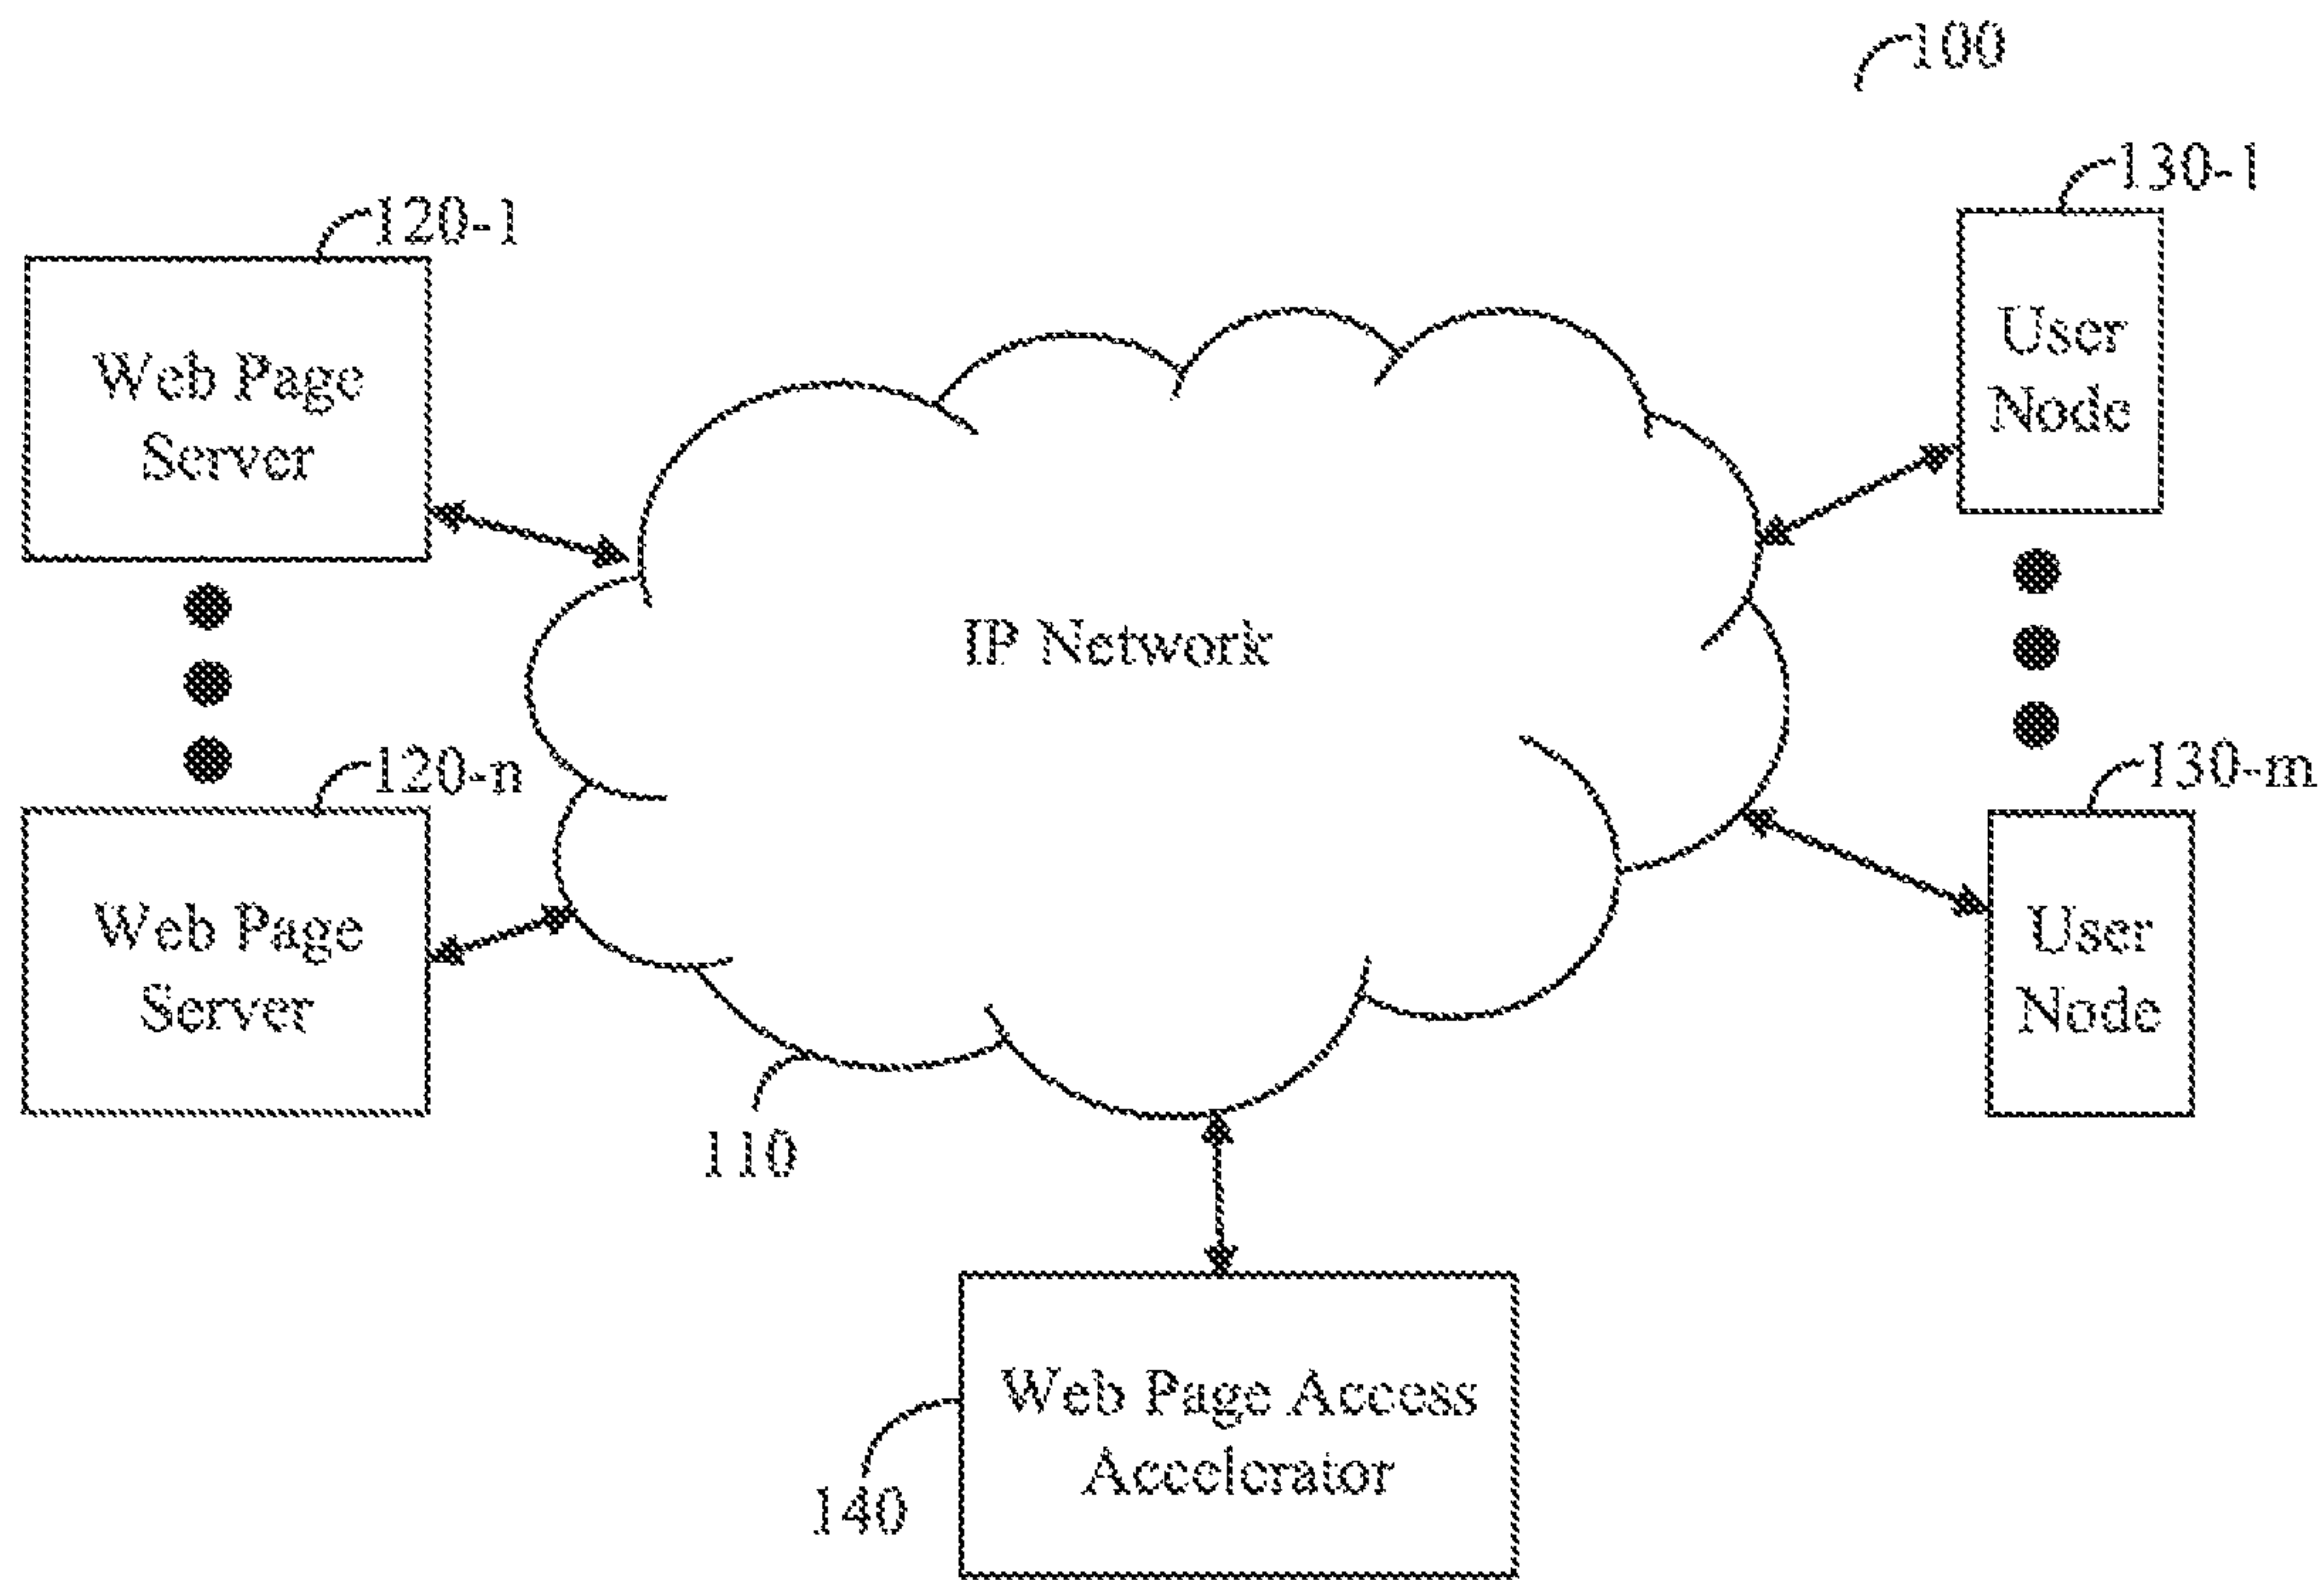 100
130-1
120-1
User
Node
Web Page
Server
IP Network
120-n
130-m
Web Page
Server
User
Node
110
Web Page Access
Accelerator
140